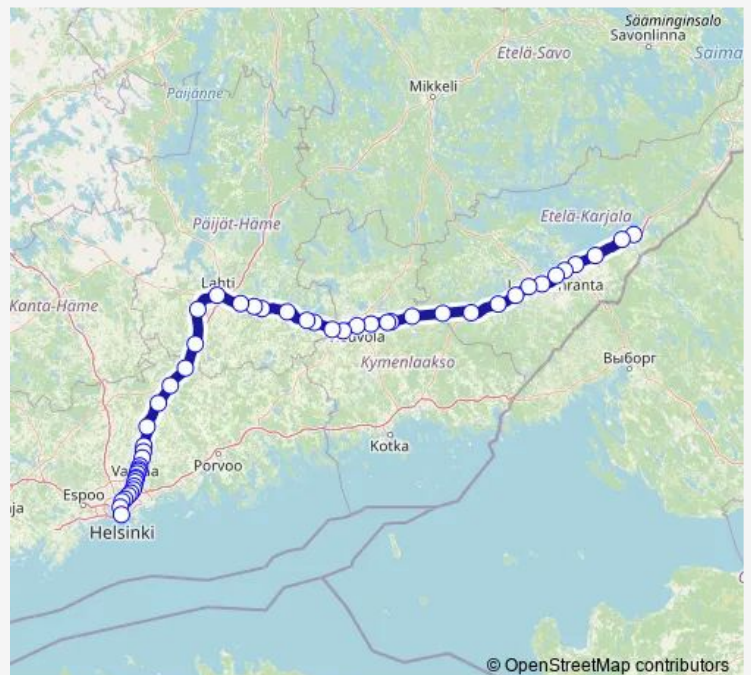 Sääminginsalo
Savonlinna
Etelä-Savo
Saima
Mikkeli
Päijänne
Etelä-Karjala
Päijät-Häme
Lahti
Kanta-Häme
Выборг
Kymenlaakso
Kotka
Porvoo
Espoo
Helsinki
© OpenStreetMap contributors